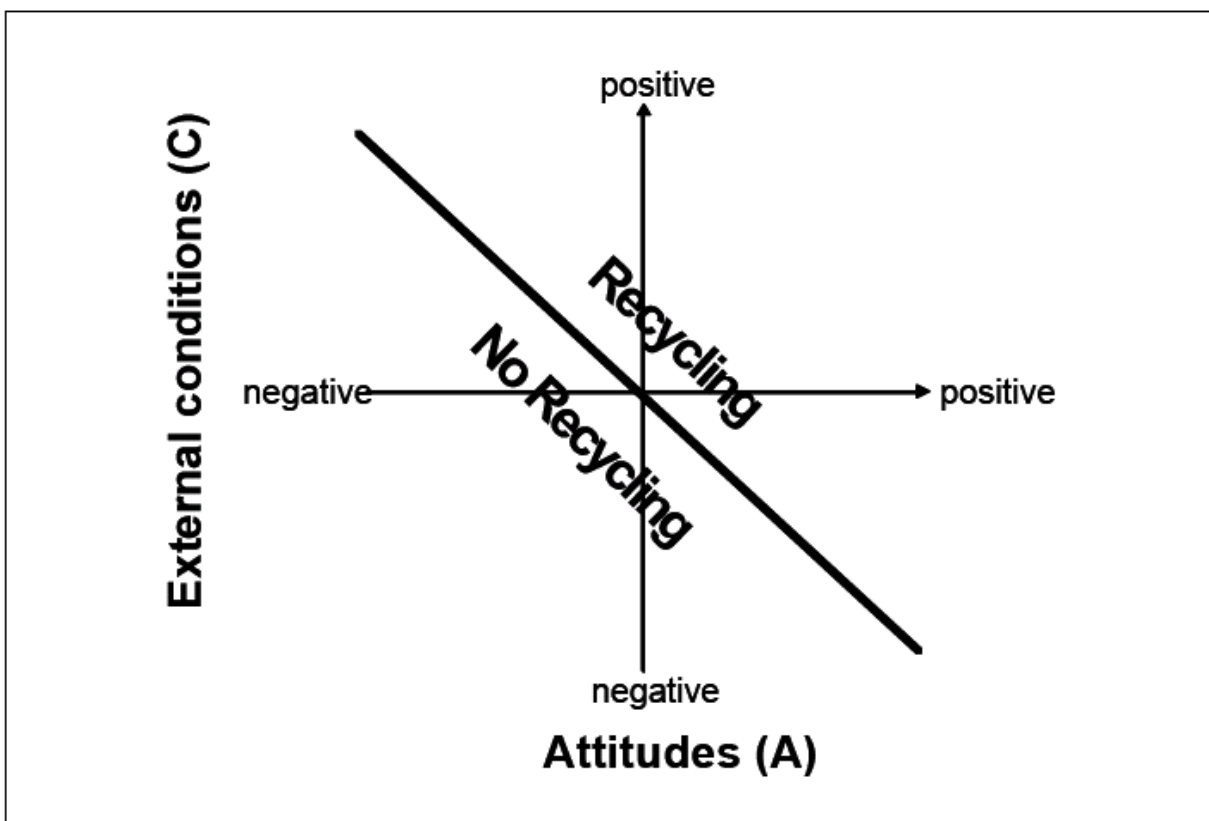 positive
External conditions (C)
Recycling
No Recycling
negative
positive
negative
Attitudes (A)